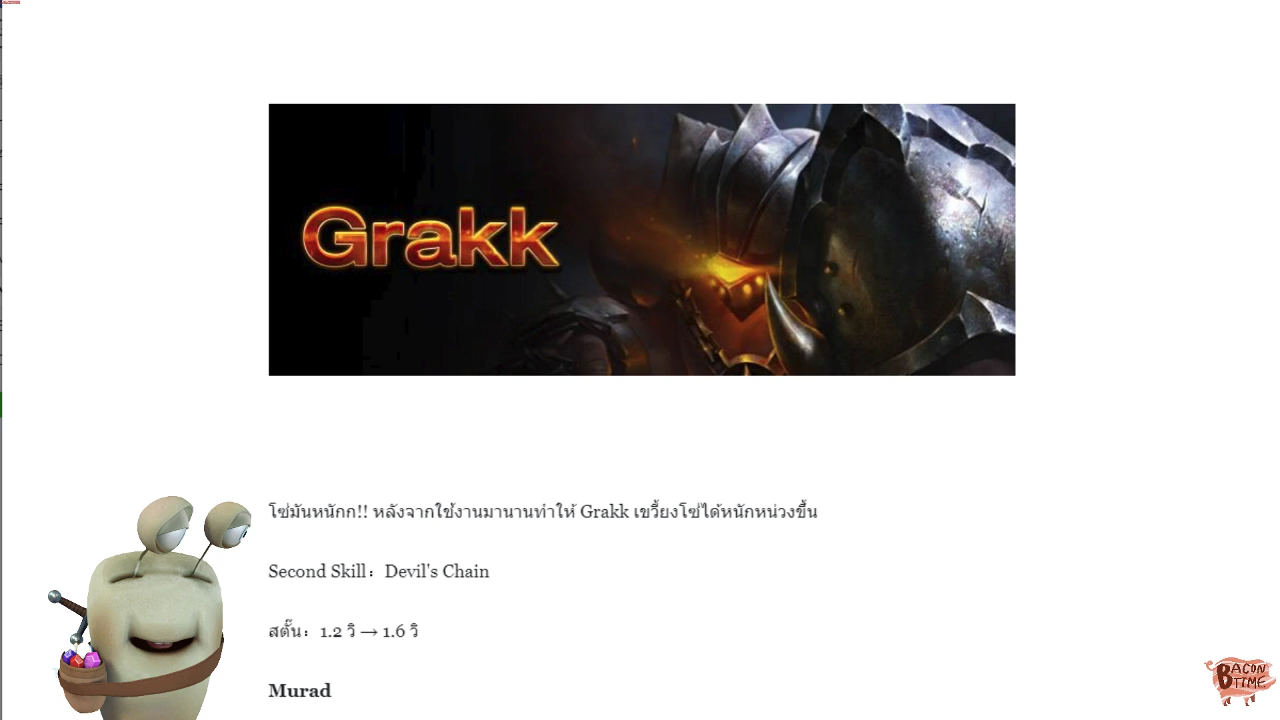 Grakk
โซ่มันหนักก!! หลังจากใช้งานมานานทำให้ Grakk เขวี้ยงโซ่ได้หนักหน่วงขึ้น
Second Skill：Devil's Chain
สตั๊น：1.2 วิ → 1.6 วิ
Murad
BACON
TIME